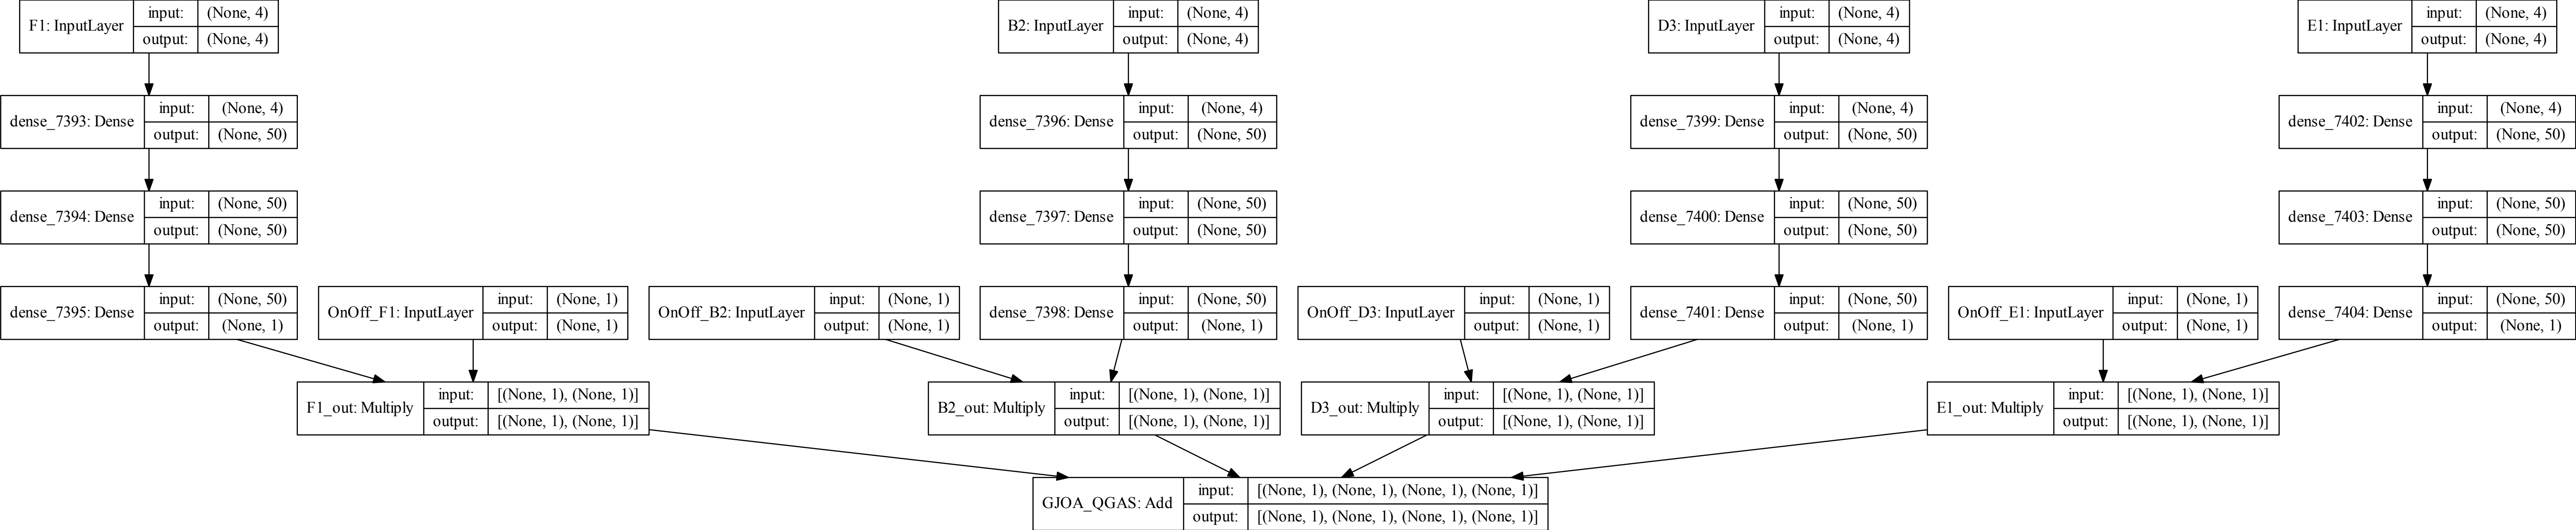 F1: InputLayer input: (None, 4)
output: (None, 4)
B2: InputLayer input: (None, 4)
output: (None, 4)
D3: InputLayer input: (None, 4)
output: (None, 4)
E1: InputLayer input: (None, 4)
output: (None, 4)
dense_7393: Dense input: (None, 4)
output: (None, 50)
dense_7396: Dense input: (None, 4)
output: (None, 50)
dense_7399: Dense input: (None, 4)
output: (None, 50)
dense_7402: Dense input: (None, 4)
output: (None, 50)
dense_7394: Dense input: (None, 50)
output: (None, 50)
dense_7397: Dense input: (None, 50)
output: (None, 50)
dense_7400: Dense input: (None, 50)
output: (None, 50)
dense_7403: Dense input: (None, 50)
output: (None, 50)
dense_7395: Dense input: (None, 50)
output: (None, 1)
OnOff_F1: InputLayer input: (None, 1)
output: (None, 1)
OnOff_B2: InputLayer input: (None, 1)
output: (None, 1)
dense_7398: Dense input: (None, 50)
output: (None, 1)
OnOff_D3: InputLayer input: (None, 1)
output: (None, 1)
dense_7401: Dense input: (None, 50)
output: (None, 1)
OnOff_E1: InputLayer input: (None, 1)
output: (None, 1)
dense_7404: Dense input: (None, 50)
output: (None, 1)
F1_out: Multiply input: [(None, 1), (None, 1)]
output: [(None, 1), (None, 1)]
B2_out: Multiply input: [(None, 1), (None, 1)]
output: [(None, 1), (None, 1)]
D3_out: Multiply input: [(None, 1), (None, 1)]
output: [(None, 1), (None, 1)]
E1_out: Multiply input: [(None, 1), (None, 1)]
output: [(None, 1), (None, 1)]
GJOA_QGAS: Add input: [(None, 1), (None, 1), (None, 1), (None, 1)]
output: [(None, 1), (None, 1), (None, 1), (None, 1)]